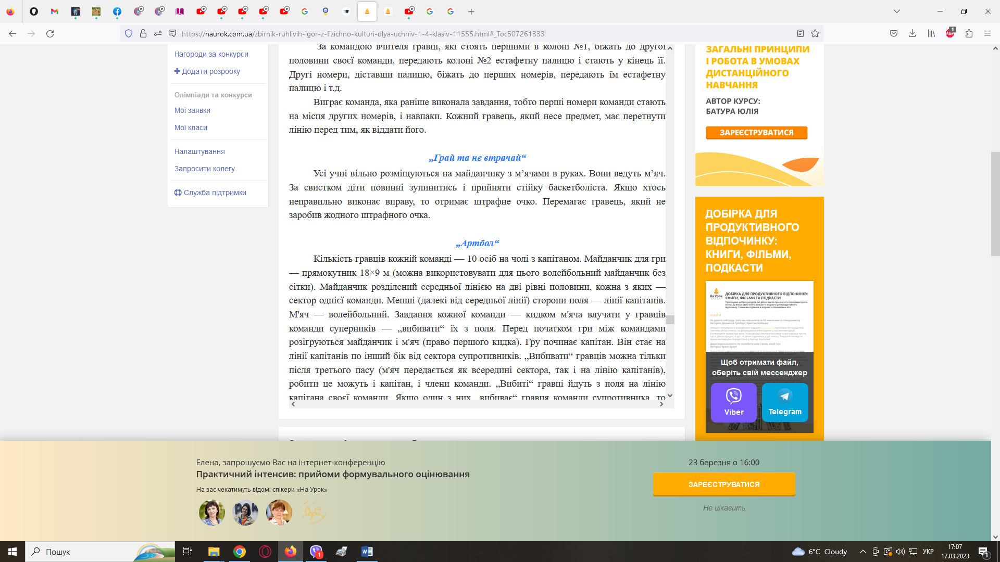 https://naurok.com.ua/zbirnik-ruhlivih-igor-z-fizichno-kulturi-dlya-uchniv-1-4-klasiv-11555.html#_Toc507261333
ABP
1
Нагороди за конкурси
Додати розробку
Олімпіади та конкурси
Мої заявки
Мої класи
Налаштування
Запросити колегу
Служба підтримки
За командою вчителя гравці, які стоять першими в колоні №1, біжать до другої
половини своєї команди, передають колоні №2 естафетну палицю і стають у кінець її.
Другі номери, діставши палицю, біжать до перших номерів, передають їм естафетну
палицю і т.д.
Виграє команда, яка раніше виконала завдання, тобто перші номери команди стають
на місця других номерів, і навпаки. Кожний гравець, який несе предмет, має перетнути
лінію перед тим, як віддати його.
„Грай та не втрачай“
Усі учні вільно розміщуються на майданчику з м’ячами в руках. Вони ведуть м’яч.
За свистком діти повинні зупинитись і прийняти стійку баскетболіста. Якщо хтось
неправильно виконає вправу, то отримає штрафне очко. Перемагає гравець, який не
заробив жодного штрафного очка.
„Артбол“
Кількість гравців кожній команді — 10 осіб на чолі з капітаном. Майданчик для гри
— прямокутник 18×9 м (можна використовувати для цього волейбольний майданчик без
сітки). Майданчик розділений середньої лінією на дві рівні половини, кожна з яких —
сектор однієї команди. Менші (далекі від середньої лінії) сторони поля — лінії капітанів.
М'яч — волейбольний. Завдання кожної команди — кидком м'яча влучати у гравців
команди суперників — „вибивати“ їх з поля. Перед початком гри між командами
розігруються майданчик і м'яч (право першого кидка). Гру починає капітан. Він стає на
лінії капітанів по інший бік від сектора супротивників. „Вибивати“ гравців можна тільки
після третього пасу (м'яч передається як всередині сектора, так і на лінію капітанів),
робити це можуть і капітан, і члени команди. „Вибиті“ гравці йдуть з поля на лінію
капітана своєї команди. Якщо один з них „вибиває“ гравця команди супротивника, то
ЗАГАЛЬНІ ПРИНЦИПИ
І РОБОТА В УМОВАХ
ДИСТАНЦІЙНОГО
НАВЧАННЯ
АВТОР КУРСУ:
БАТУРА ЮЛІЯ
ЗАРЕЄСТРУВАТИСЯ
ДОБІРКА ДЛЯ
ПРОДУКТИВНОГО
ВІДПОЧИНКУ:
КНИГИ, ФІЛЬМИ,
ПОДКАСТИ
На Урок
ДОБІРКА ДЛЯ ПРОДУКТИВНОГО ВІДПОЧИНКУ:
КНИГИ, ФІЛЬМИ ТА ПОДКАСТИ
КНИГИ
Щоб отримати файл,
оберіть свій мессенджер
Viber
Telegram
Елена, запрошуємо Вас на інтернет-конференцію
Практичний інтенсив: прийоми формувального оцінювання
На вас чекатимуть відомі спікери «На Урок»
23 березня о 16:00
ЗАРЕЄСТРУВАТИСЯ
Не цікавить
Пошук
1
6°C Cloudy
УКР
17:07
17.03.2023
1